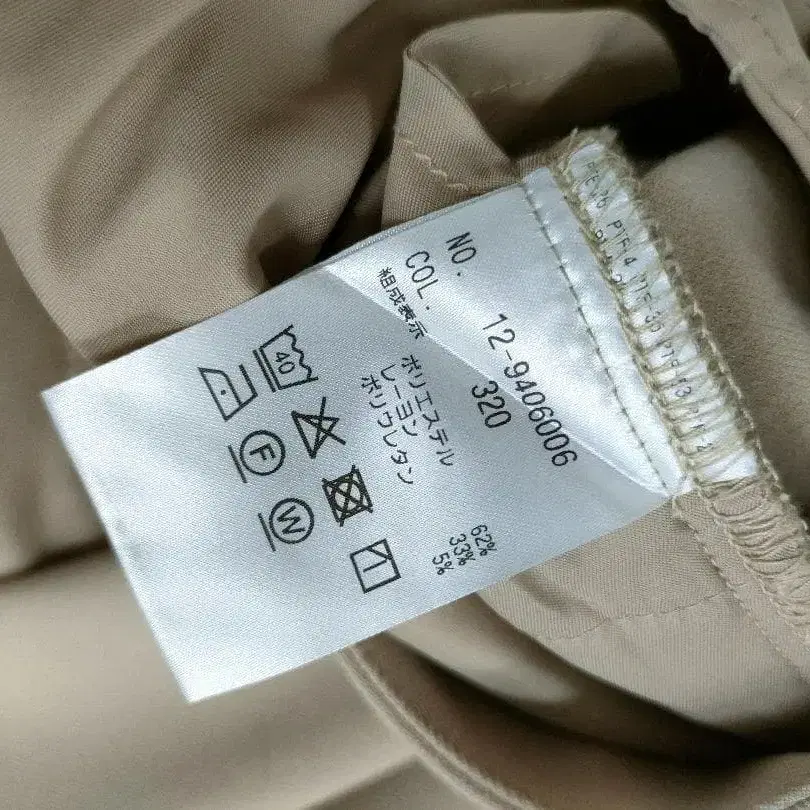 NO. 12-9406006
COL. 320
組成表示
ポリエステル 62%
レーヨン 33%
ポリウレタン 5%
40
F
W